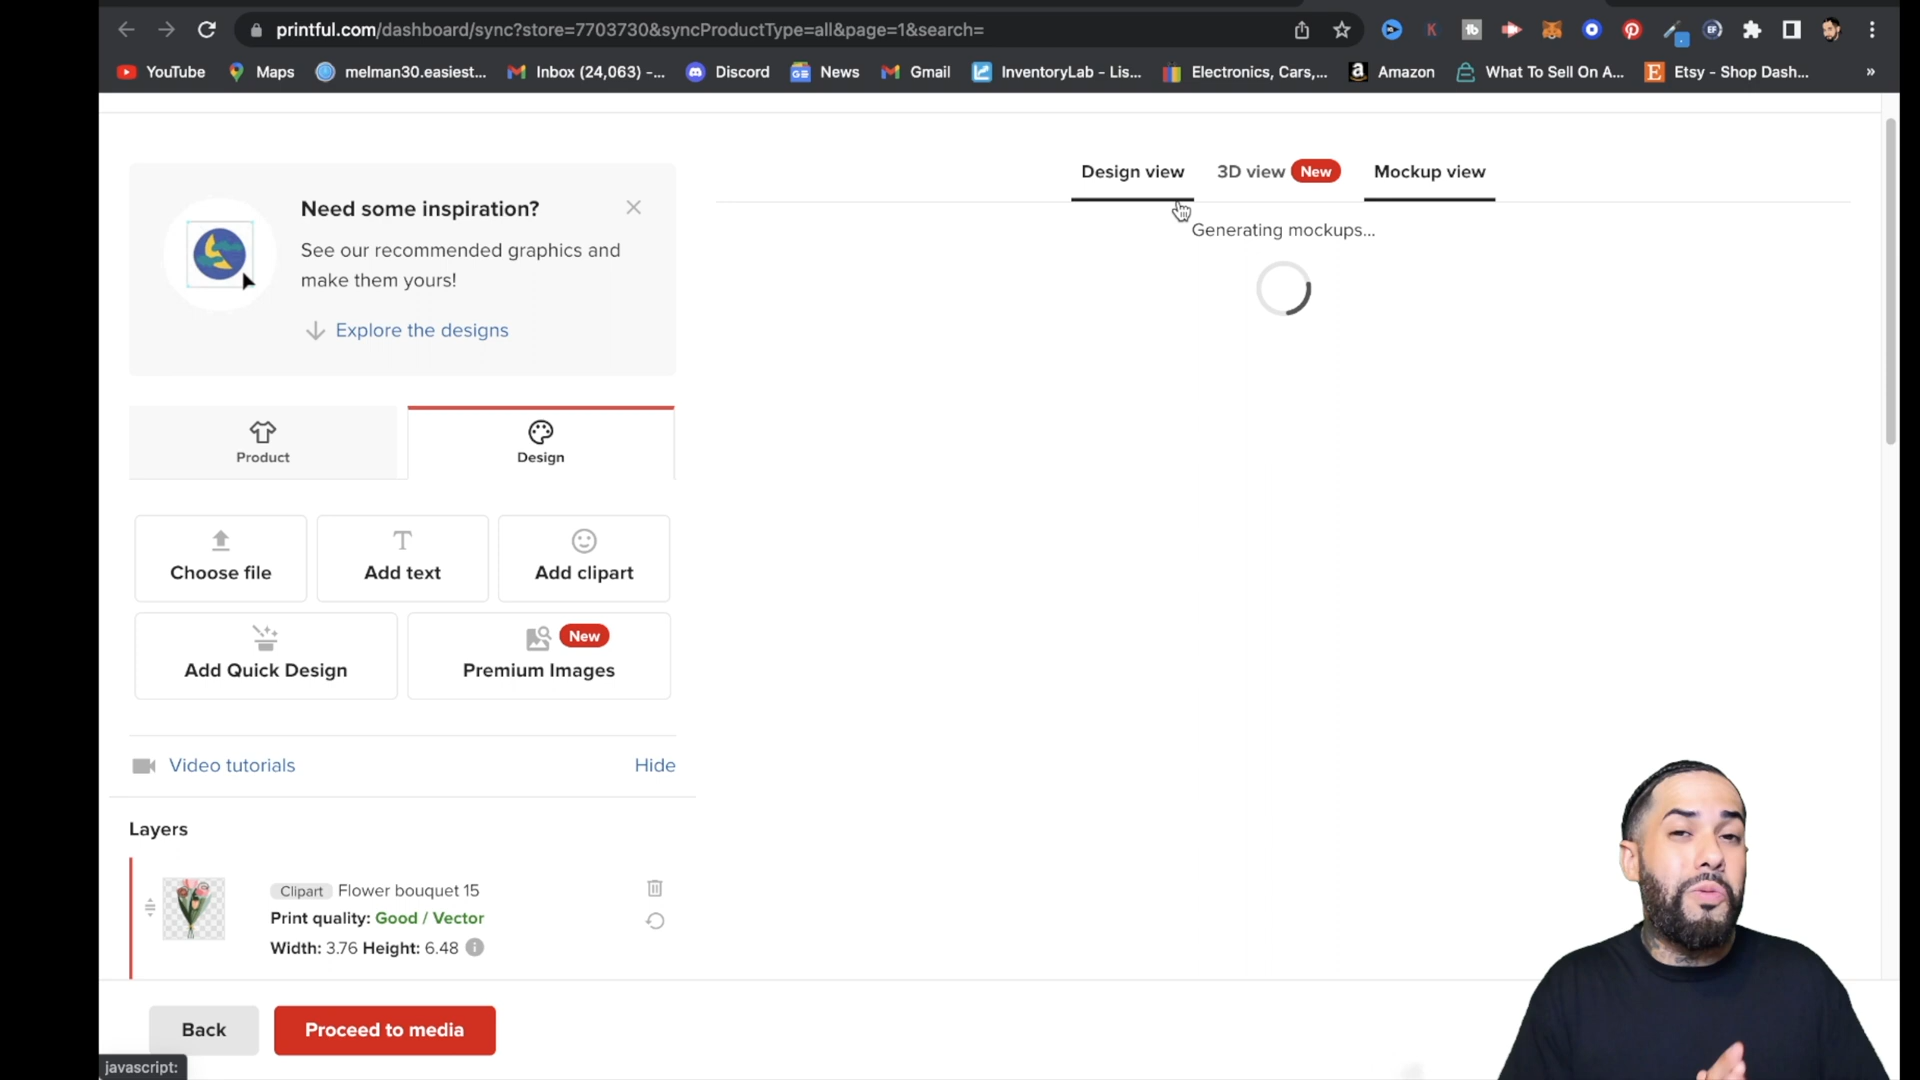 printful.com/dashboard/sync?store=7703730&syncProductType=all&page=1&search=
YouTube Maps melman30.easiest... Inbox (24,063) -... Discord News Gmail InventoryLab - Lis... Electronics, Cars,... Amazon What To Sell On A... Etsy - Shop Dash... »
Design view 3D view New Mockup view
Generating mockups...
Need some inspiration?
See our recommended graphics and
make them yours!
Explore the designs
Product
Design
Choose file
Add text
Add clipart
Add Quick Design
New
Premium Images
Video tutorials Hide
Layers
Clipart Flower bouquet 15
Print quality: Good / Vector
Width: 3.76 Height: 6.48
Back
Proceed to media
javascript: